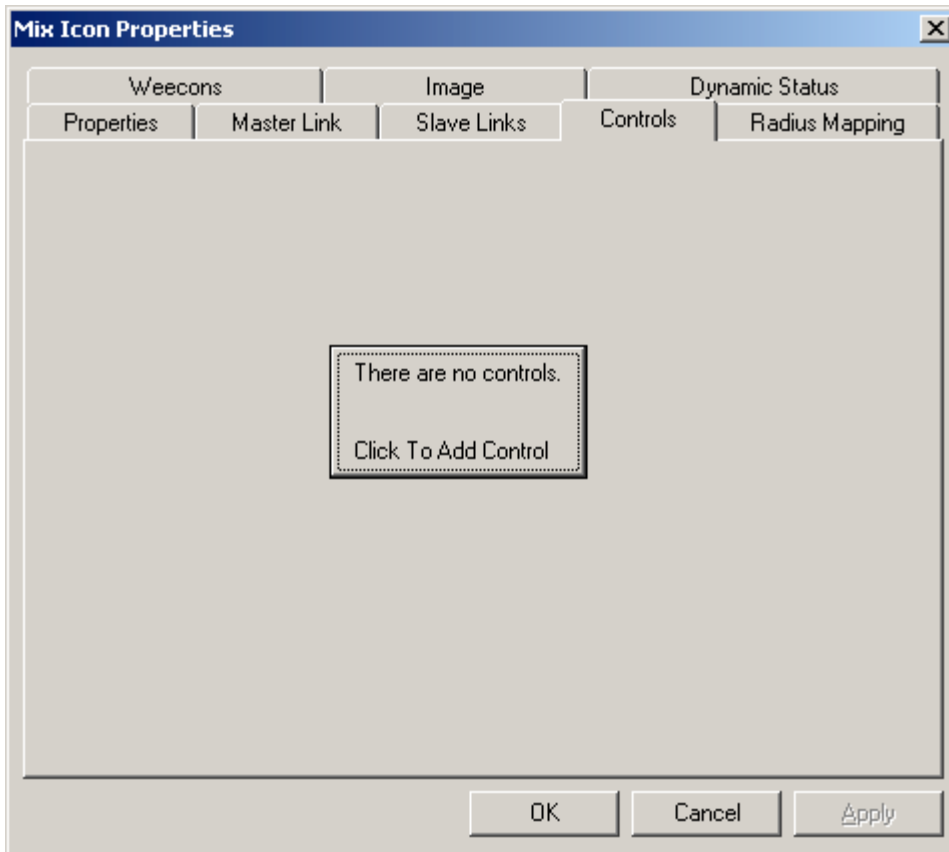 Mix Icon Properties
Weecons Image Dynamic Status
Properties Master Link Slave Links Controls Radius Mapping
There are no controls.
Click To Add Control
OK Cancel Apply